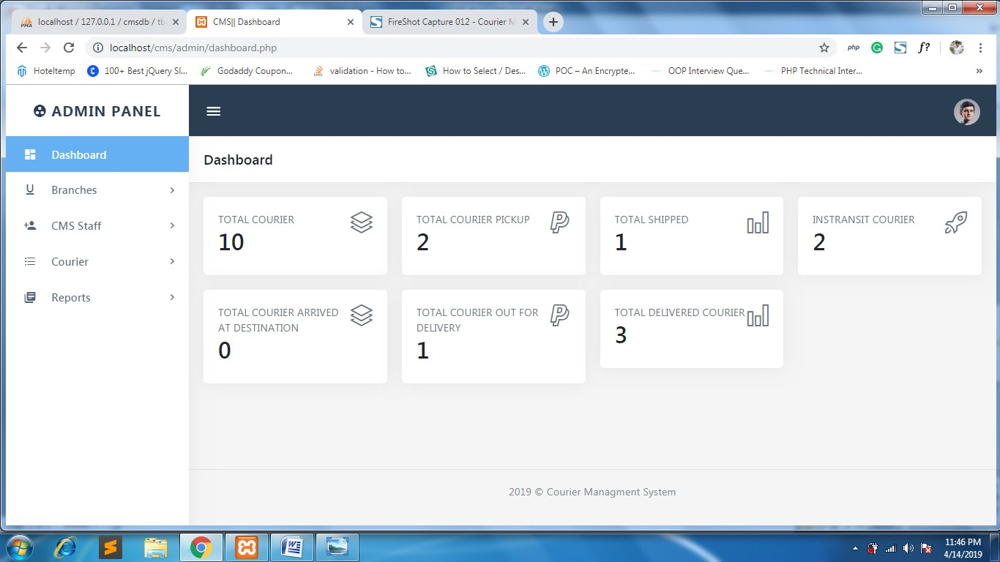 localhost / 127.0.0.1 / cmsdb / tb
CMS|| Dashboard
FireShot Capture 012 - Courier M
localhost/cms/admin/dashboard.php
php
f?
Hoteltemp
100+ Best jQuery Sl...
Godaddy Coupon...
validation - How to...
How to Select / Des...
POC – An Encrypte...
OOP Interview Que...
PHP Technical Inter...
»
ADMIN PANEL
Dashboard
Branches
CMS Staff
Courier
Reports
Dashboard
TOTAL COURIER
10
TOTAL COURIER PICKUP
2
TOTAL SHIPPED
1
INSTRANSIT COURIER
2
TOTAL COURIER ARRIVED
AT DESTINATION
0
TOTAL COURIER OUT FOR
DELIVERY
1
TOTAL DELIVERED COURIER
3
2019 © Courier Managment System
11:46 PM
4/14/2019